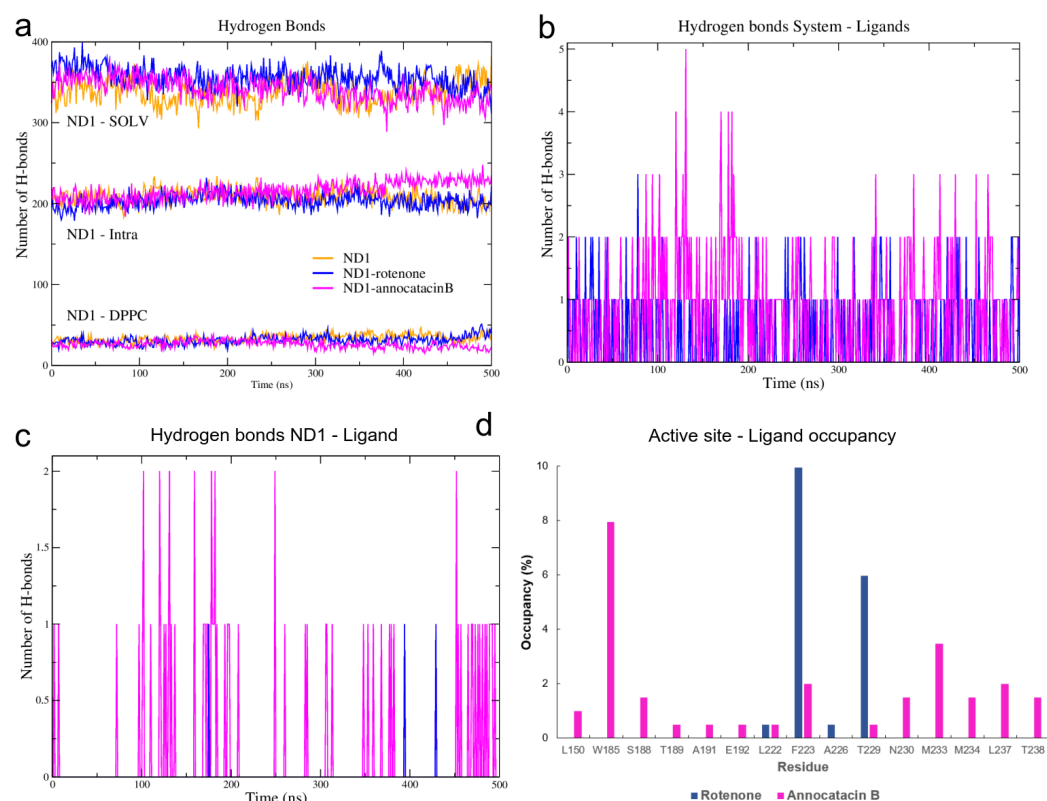 a
Hydrogen Bonds
400
300
200
100
0
Number of H-bonds
ND1 - SOLV
ND1 - Intra
ND1
ND1-rotenone
ND1-annocatacinB
ND1 - DPPC
0 100 200 300 400 500
Time (ns)
b
Hydrogen bonds System - Ligands
5
4
3
2
1
0
Number of H-bonds
0 100 200 300 400 500
Time (ns)
c
Hydrogen bonds ND1 - Ligand
2
1.5
1
0.5
0
Number of H-bonds
0 100 200 300 400 500
Time (ns)
d
Active site - Ligand occupancy
10
8
6
4
2
0
Occupancy (%)
L150 W185 S188 T189 A191 E192 L222 F223 A226 T229 N230 M233 M234 L237 T238
Residue
Rotenone Annocatacin B